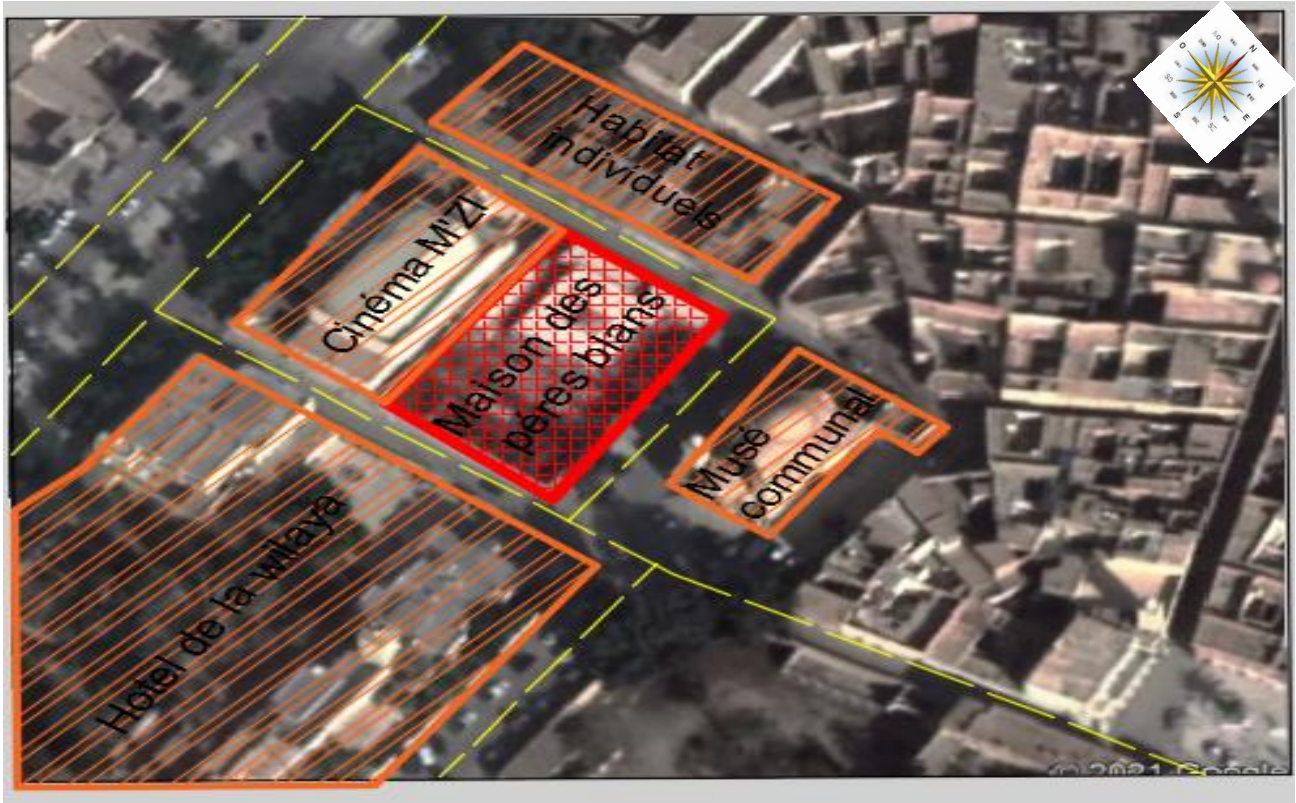 Habitat
individuels
Cinéma M'ZI
Maison des
pères blans
Musé
communal
Hotel de la wilaya
N
O
S
E
© 2021 Google